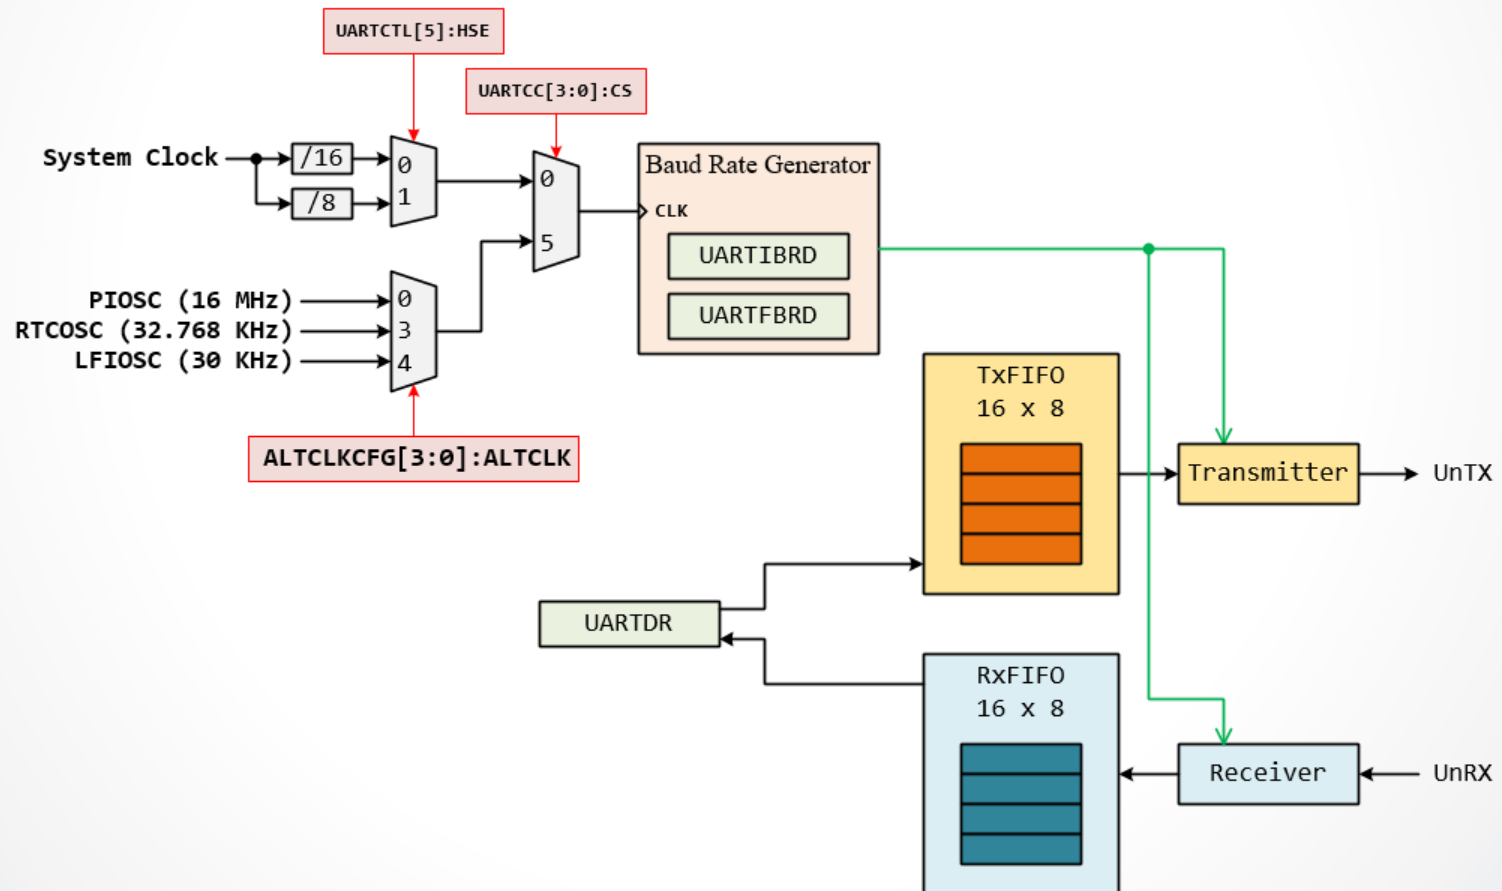 UARTCTL[5]:HSE
UARTCC[3:0]:CS
System Clock
/16
/8
0
1
0
5
Baud Rate Generator
CLK
UARTIBRD
UARTFBRD
PIOSC (16 MHz)
RTCOSC (32.768 KHz)
LFIOSC (30 KHz)
0
3
4
ALTCLKCFG[3:0]:ALTCLK
TxFIFO
16 x 8
Transmitter
UnTX
UARTDR
RxFIFO
16 x 8
Receiver
UnRX